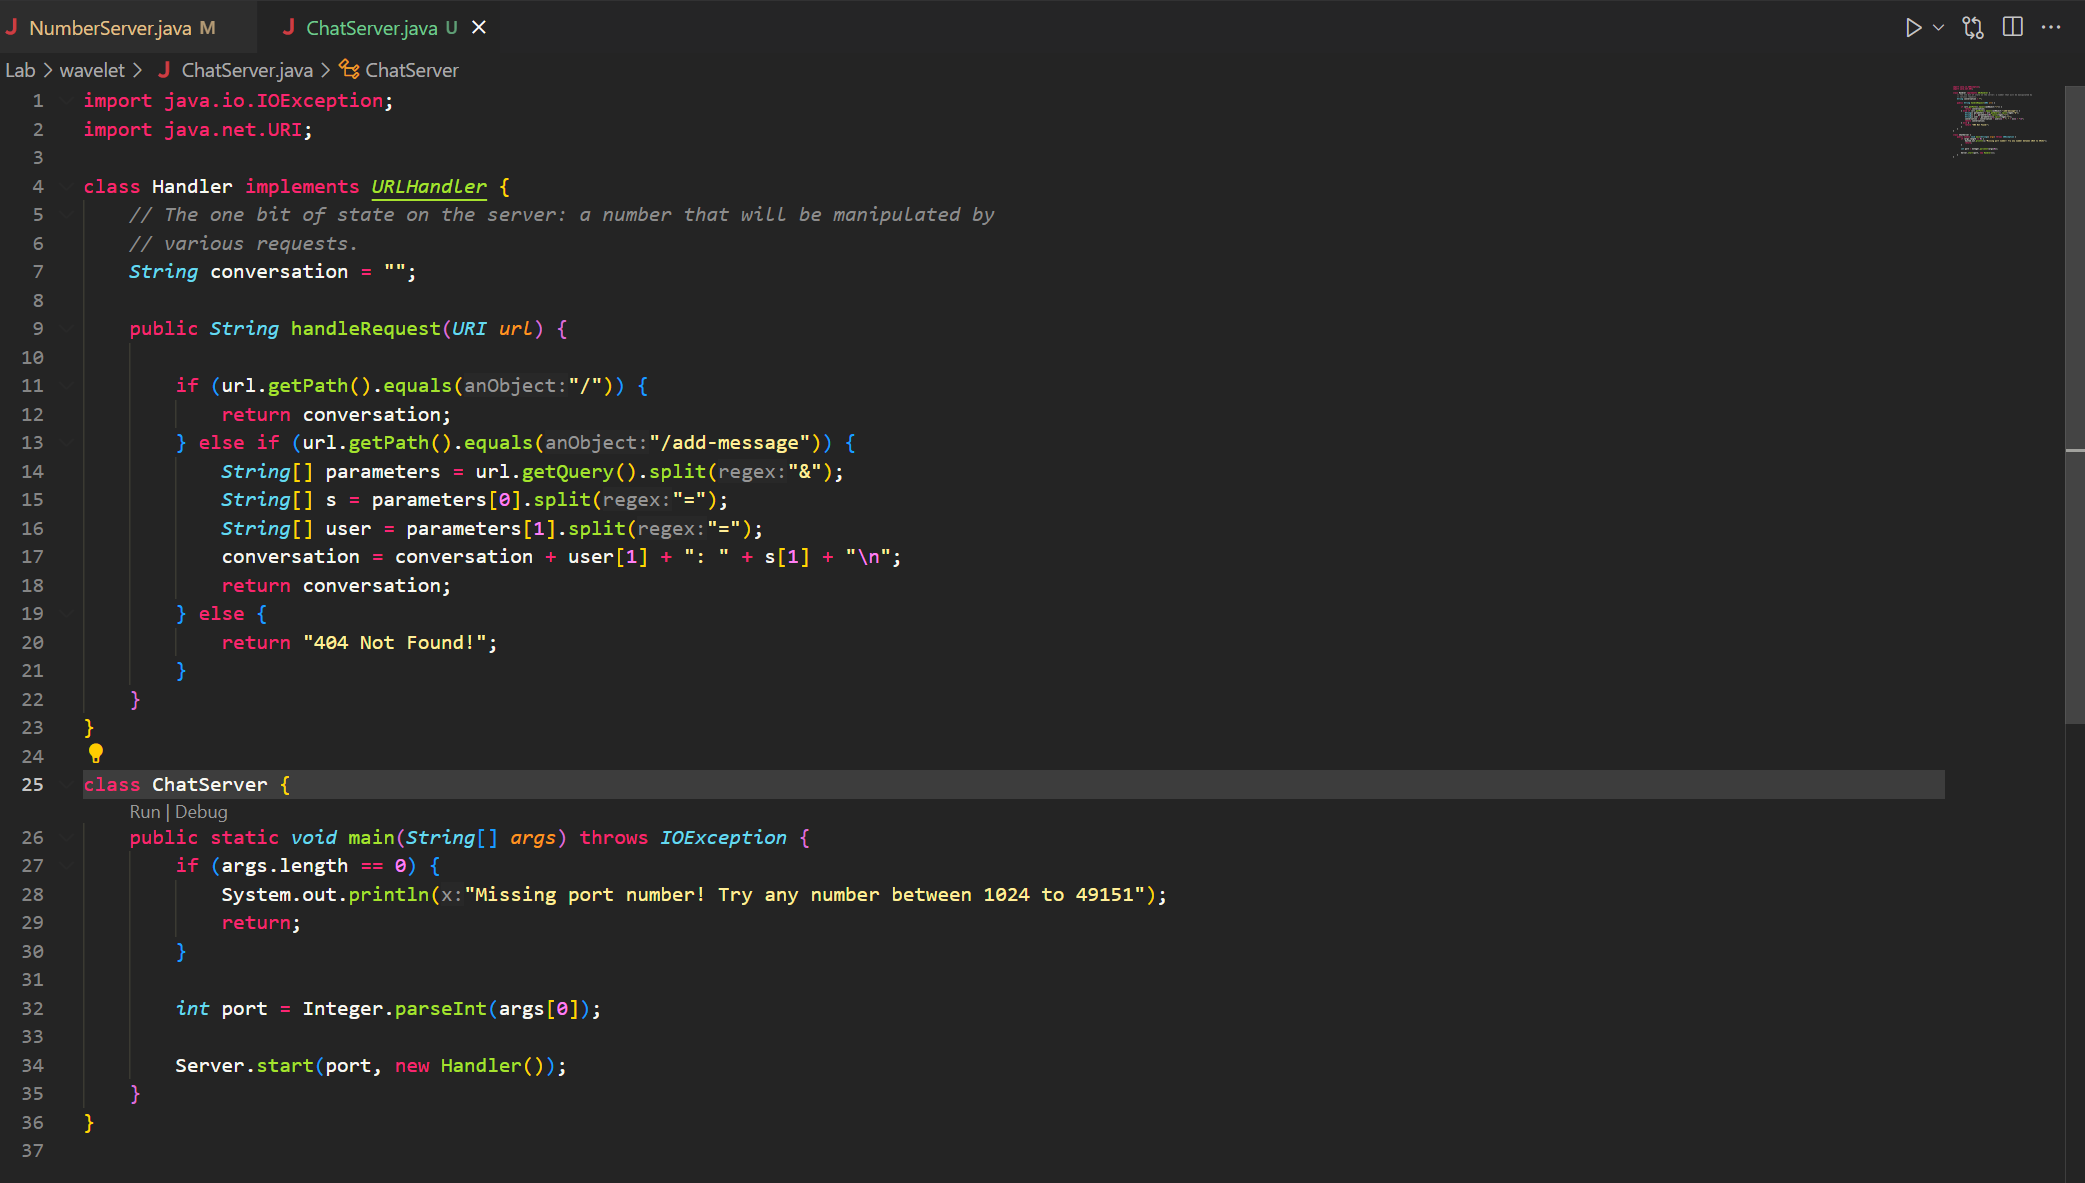 NumberServer.java M
ChatServer.java U
Lab > wavelet > ChatServer.java > ChatServer
1 import java.io.IOException;
2 import java.net.URI;
3
4 class Handler implements URLHandler {
5 // The one bit of state on the server: a number that will be manipulated by
6 // various requests.
7 String conversation = "";
8
9 public String handleRequest(URI url) {
10
11 if (url.getPath().equals(anObject:"/")) {
12 return conversation;
13 } else if (url.getPath().equals(anObject:"/add-message")) {
14 String[] parameters = url.getQuery().split(regex:"&");
15 String[] s = parameters[0].split(regex:"=");
16 String[] user = parameters[1].split(regex:"=");
17 conversation = conversation + user[1] + ": " + s[1] + "\n";
18 return conversation;
19 } else {
20 return "404 Not Found!";
21 }
22 }
23 }
24
25 class ChatServer {
Run | Debug
26 public static void main(String[] args) throws IOException {
27 if (args.length == 0) {
28 System.out.println(x:"Missing port number! Try any number between 1024 to 49151");
29 return;
30 }
31
32 int port = Integer.parseInt(args[0]);
33
34 Server.start(port, new Handler());
35 }
36 }
37